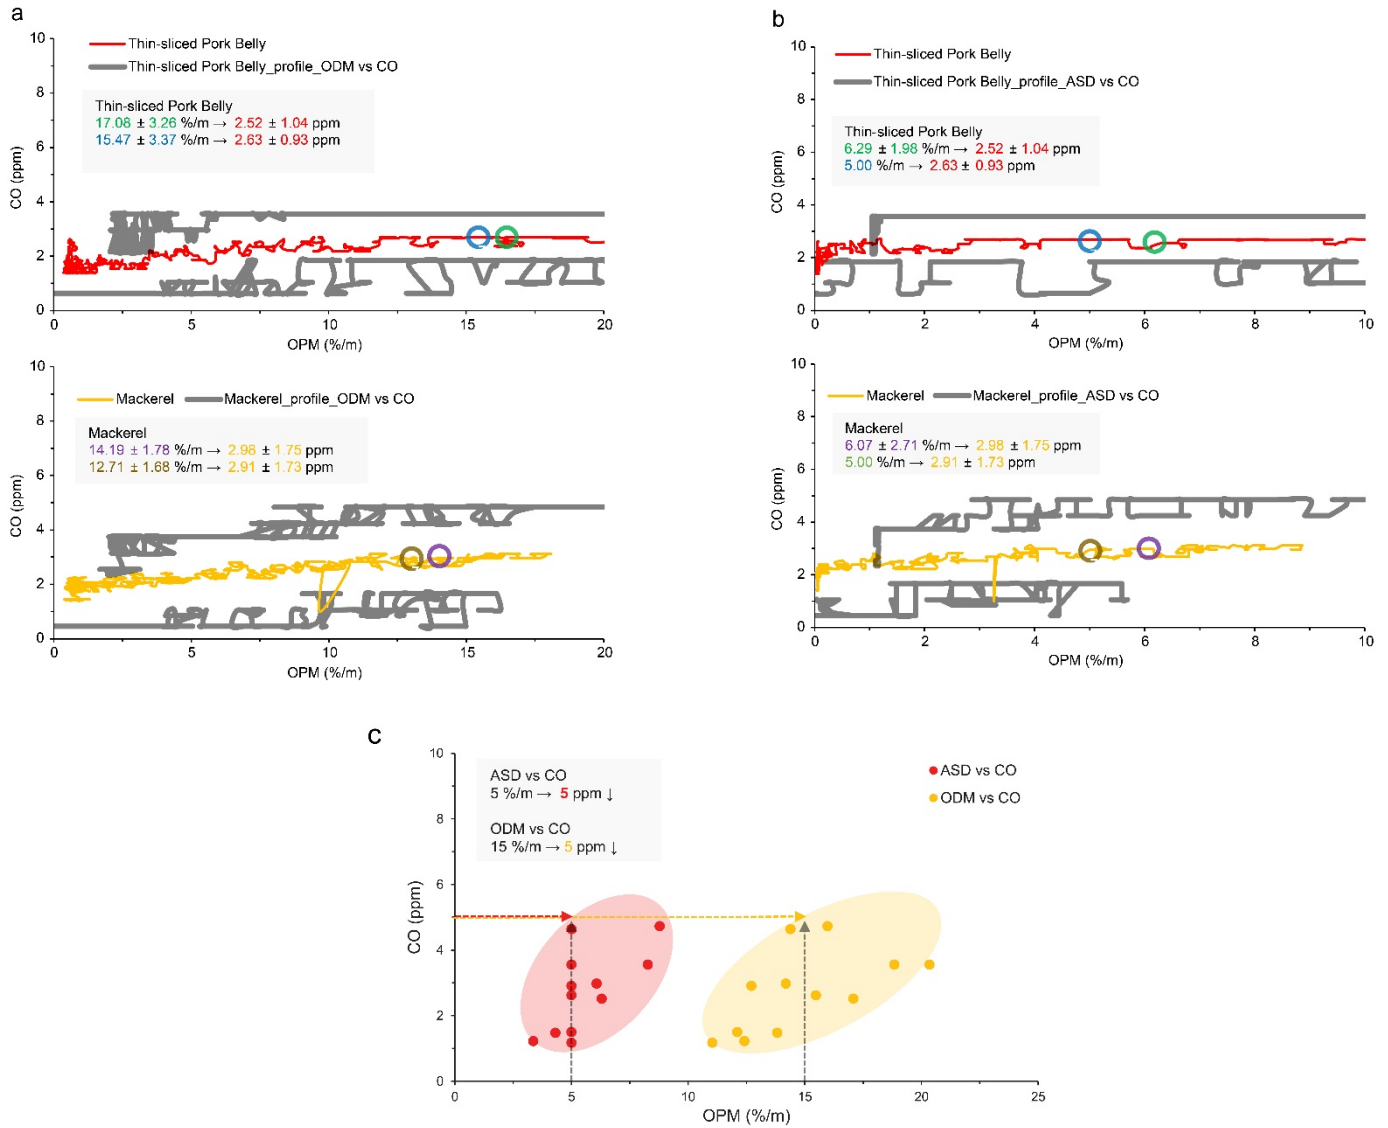 a
Thin-sliced Pork Belly
Thin-sliced Pork Belly_profile_ODM vs CO
Thin-sliced Pork Belly
17.08 ± 3.26 %/m → 2.52 ± 1.04 ppm
15.47 ± 3.37 %/m → 2.63 ± 0.93 ppm
CO (ppm)
10
8
6
4
2
0
0 5 10 15 20
OPM (%/m)
Mackerel Mackerel_profile_ODM vs CO
Mackerel
14.19 ± 1.78 %/m → 2.98 ± 1.75 ppm
12.71 ± 1.68 %/m → 2.91 ± 1.73 ppm
CO (ppm)
10
8
6
4
2
0
0 5 10 15 20
OPM (%/m)
b
Thin-sliced Pork Belly
Thin-sliced Pork Belly_profile_ASD vs CO
Thin-sliced Pork Belly
6.29 ± 1.98 %/m → 2.52 ± 1.04 ppm
5.00 %/m → 2.63 ± 0.93 ppm
CO (ppm)
10
8
6
4
2
0
0 2 4 6 8 10
OPM (%/m)
Mackerel Mackerel_profile_ASD vs CO
Mackerel
6.07 ± 2.71 %/m → 2.98 ± 1.75 ppm
5.00 %/m → 2.91 ± 1.73 ppm
CO (ppm)
10
8
6
4
2
0
0 2 4 6 8 10
OPM (%/m)
c
ASD vs CO
5 %/m → 5 ppm ↓
ODM vs CO
15 %/m → 5 ppm ↓
ASD vs CO
ODM vs CO
CO (ppm)
10
8
6
4
2
0
0 5 10 15 20 25
OPM (%/m)